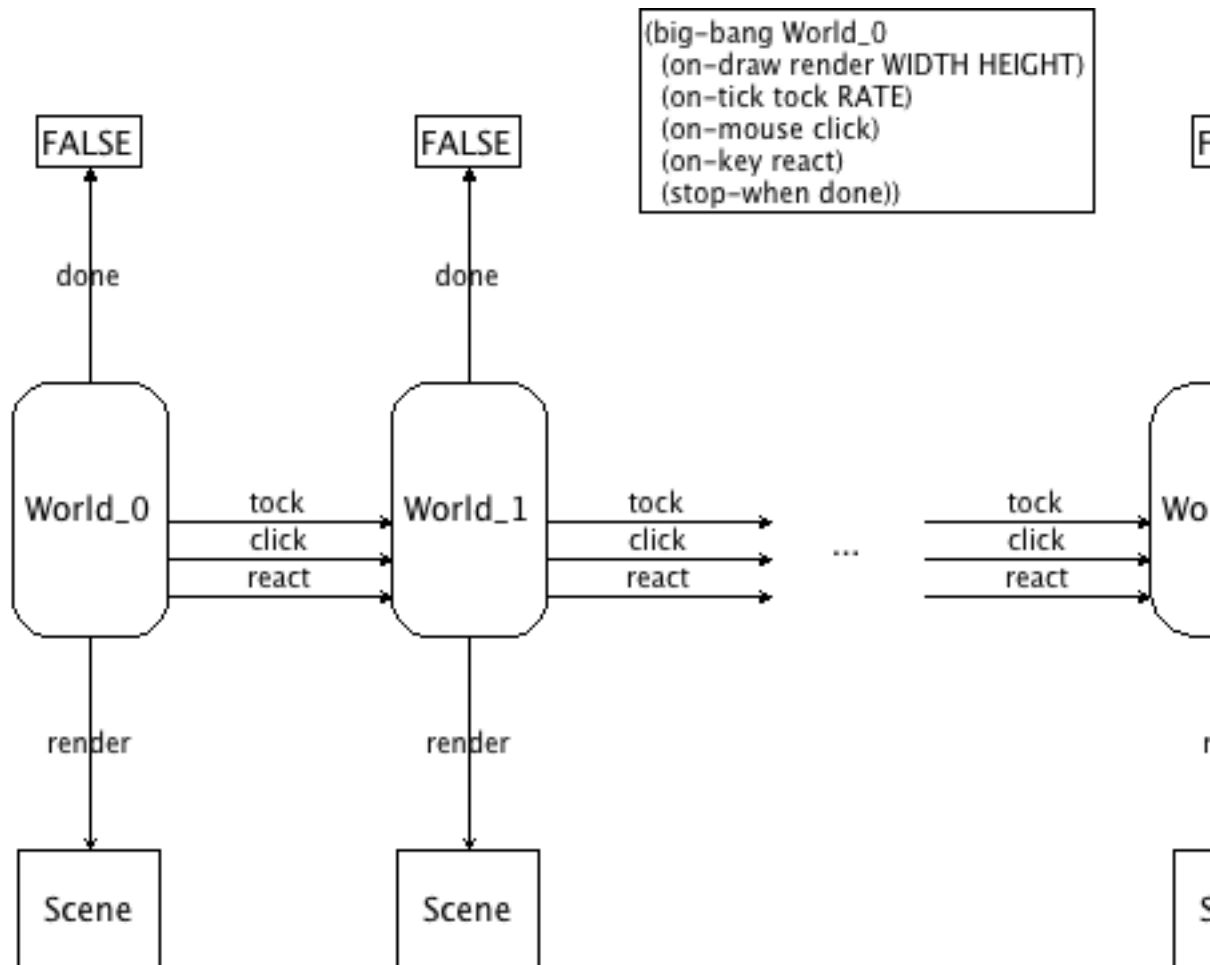 (big-bang World_0
(on-draw render WIDTH HEIGHT)
(on-tick tock RATE)
(on-mouse click)
(on-key react)
(stop-when done))
FALSE
FALSE
done
done
World_0
tock
click
react
World_1
tock
click
react
...
tock
click
react
render
render
Scene
Scene